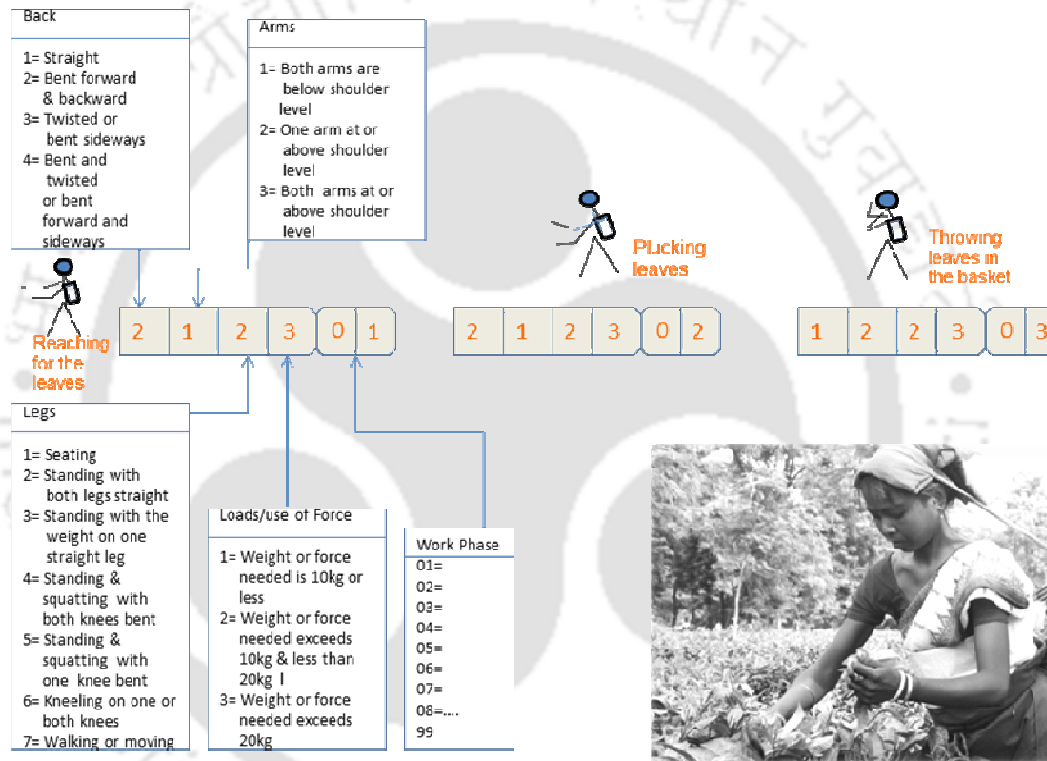 Back
1= Straight
2= Bent forward
& backward
3= Twisted or
bent sideways
4= Bent and
twisted
or bent
forward and
sideways
Arms
1= Both arms are
below shoulder
level
2= One arm at or
above shoulder
level
3= Both arms at or
above shoulder
level
Reaching
for the
leaves
2 1 2 3 0 1
Plucking
leaves
2 1 2 3 0 2
Throwing
leaves in
the basket
1 2 2 3 0 3
Legs
1= Seating
2= Standing with
both legs straight
3= Standing with the
weight on one
straight leg
4= Standing &
squatting with
both knees bent
5= Standing &
squatting with
one knee bent
6= Kneeling on one or
both knees
7= Walking or moving
Loads/use of Force
1= Weight or force
needed is 10kg or
less
2= Weight or force
needed exceeds
10kg & less than
20kg l
3= Weight or force
needed exceeds
20kg
Work Phase
01=
02=
03=
04=
05=
06=
07=
08=....
99